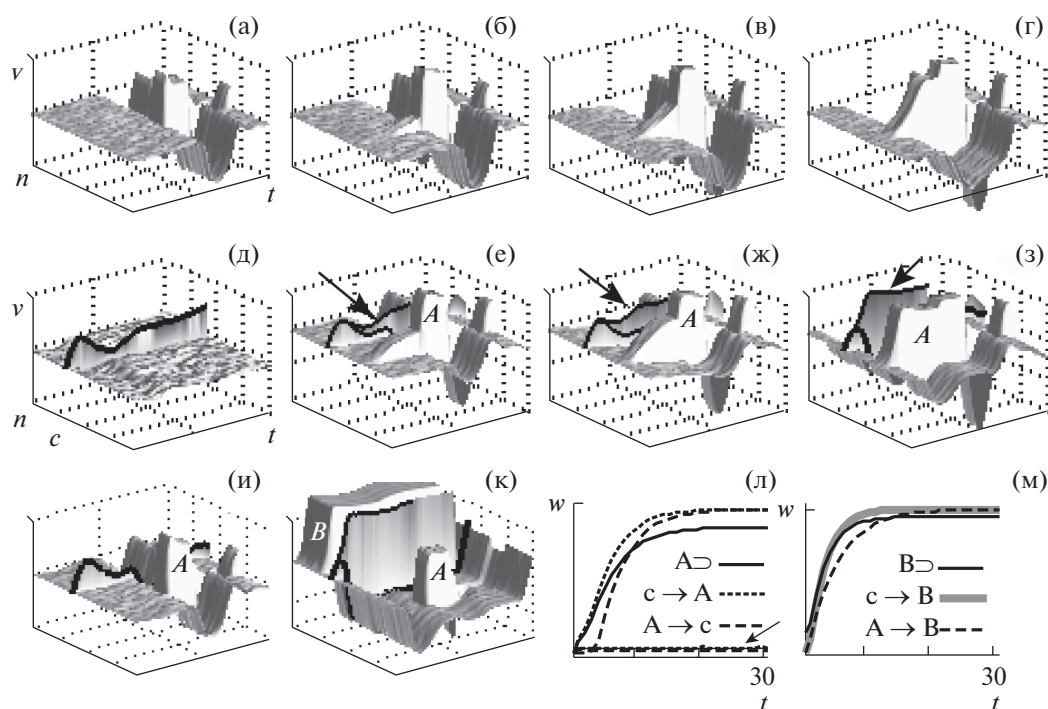 (а) (б) (в) (г)
v
n t
(д) (е) (ж) (з)
v A A A
n c t
(и) (к) (л) (м)
w w
B
A A
A⊃ B⊃
c → A c → B
A → c A → B
30 30
t t